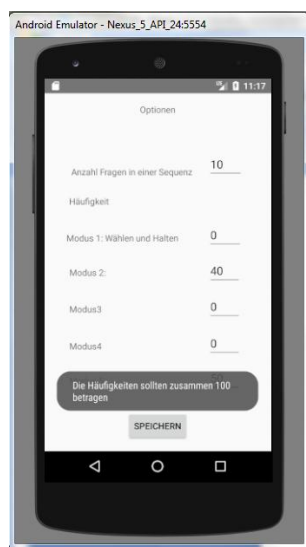 Android Emulator - Nexus_5_API_24:5554
11:17
Optionen
Anzahl Fragen in einer Sequenz 10
Häufigkeit
Modus 1: Wählen und Halten 0
Modus 2: 40
Modus3 0
Modus4 0
Die Häufigkeiten sollten zusammen 100
betragen
SPEICHERN